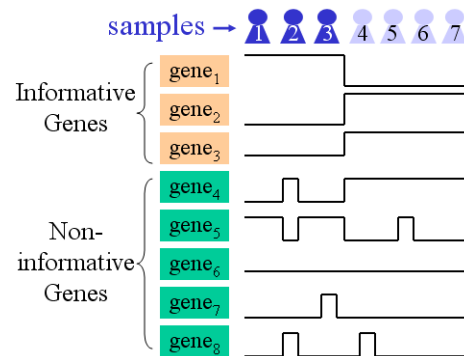 samples
1 2 3 4 5 6 7
Informative
Genes
gene1
gene2
gene3
Non-
informative
Genes
gene4
gene5
gene6
gene7
gene8